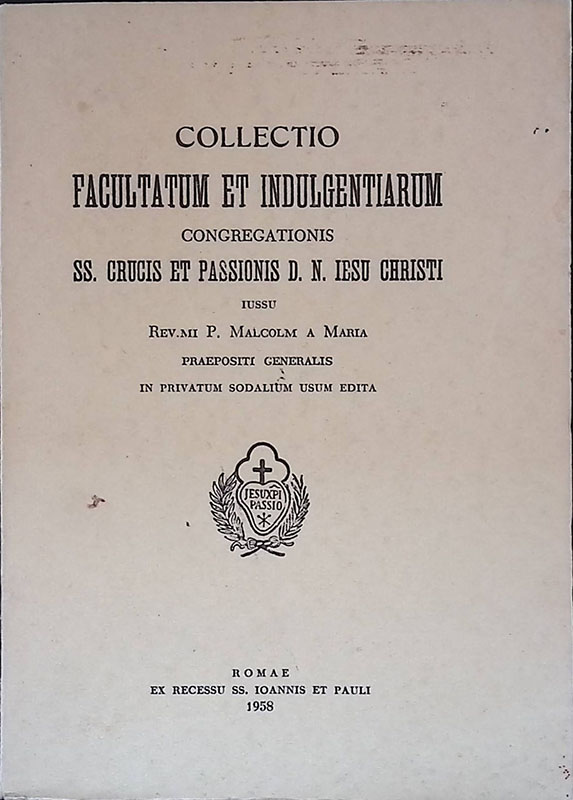 COLLECTIO
FACULTATUM ET INDULGENTIARUM
CONGREGATIONIS
SS. CRUCIS ET PASSIONIS D. N. IESU CHRISTI
IUSSU
REV.MI P. MALCOLM A MARIA
PRAEPOSITI GENERALIS
IN PRIVATUM SODALIUM USUM EDITA
JESU XPI
PASSIO
ROMAE
EX RECESSU SS. IOANNIS ET PAULI
1958